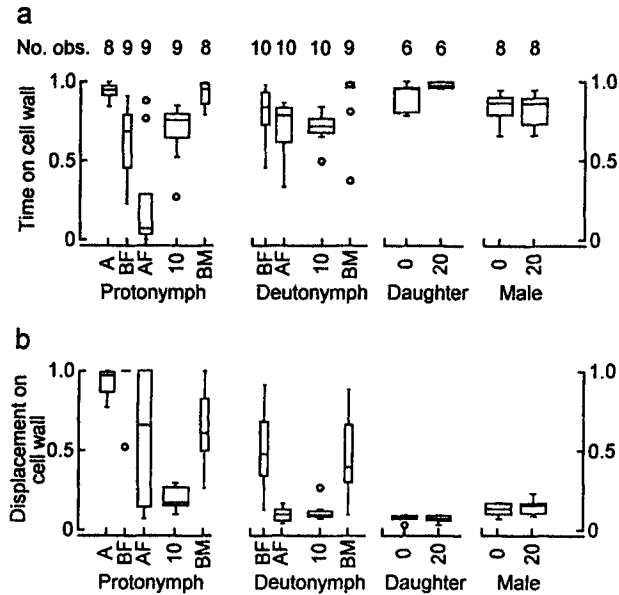 a
No. obs. 8 9 9 9 8 10 10 10 9 6 6 8 8
Time on cell wall
1.0 1.0
0.5 0.5
0 0
A BF AF 10 BM BF AF 10 BM 0 20 0 20
Protonymph Deutonymph Daughter Male
b
Displacement on
cell wall
1.0 1.0
0.5 0.5
0 0
A BF AF 10 BM BF AF 10 BM 0 20 0 20
Protonymph Deutonymph Daughter Male